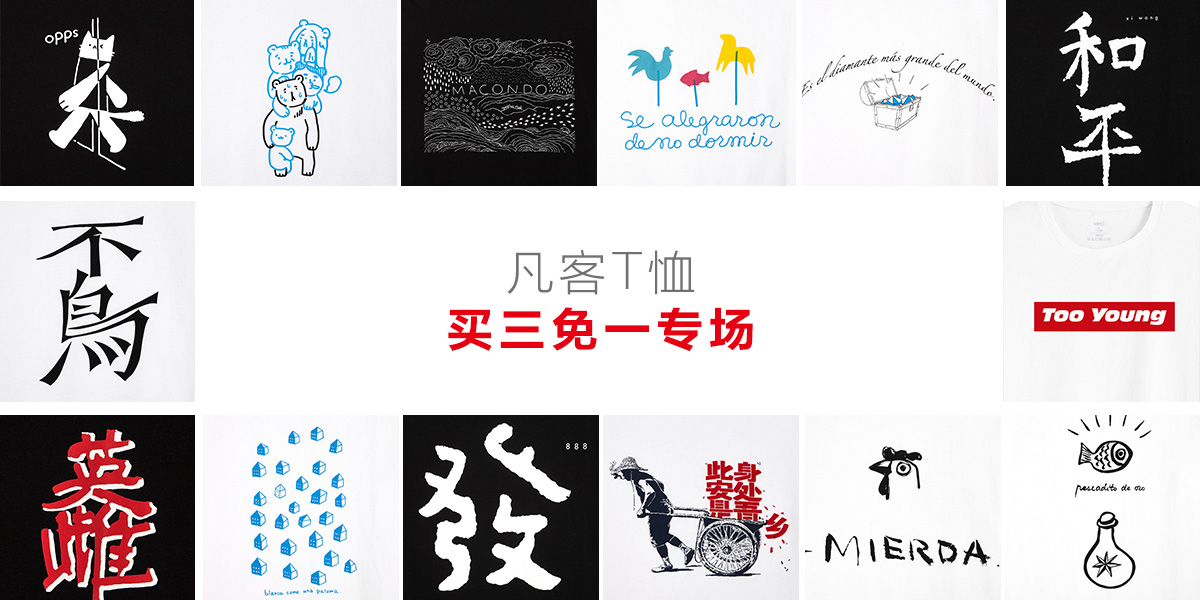 opps
MACONDO
Se alegraron
de no dormir
Es el diamante más grande del mundo.
xi wang
和
平
不
鳥
凡客T恤
买三免一专场
Too Young
英
雄
blanca como una paloma
發
888
此身
安处
是吾
乡
MIERDA.
pescadito de oro